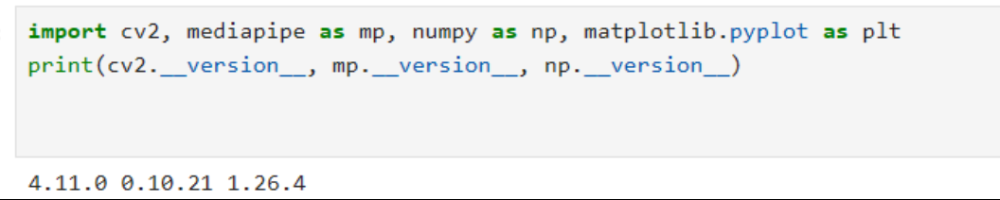 import cv2, mediapipe as mp, numpy as np, matplotlib.pyplot as plt
print(cv2.__version__, mp.__version__, np.__version__)
4.11.0 0.10.21 1.26.4